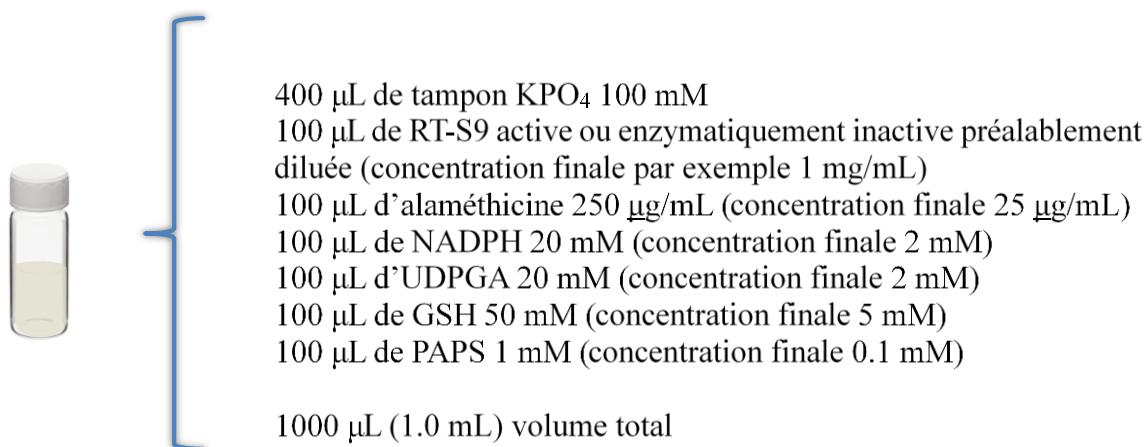 400 µL de tampon KPO₄ 100 mM
100 µL de RT-S9 active ou enzymatiquement inactive préalablement
diluée (concentration finale par exemple 1 mg/mL)
100 µL d’alaméthicine 250 µg/mL (concentration finale 25 µg/mL)
100 µL de NADPH 20 mM (concentration finale 2 mM)
100 µL d’UDPGA 20 mM (concentration finale 2 mM)
100 µL de GSH 50 mM (concentration finale 5 mM)
100 µL de PAPS 1 mM (concentration finale 0.1 mM)
1000 µL (1.0 mL) volume total